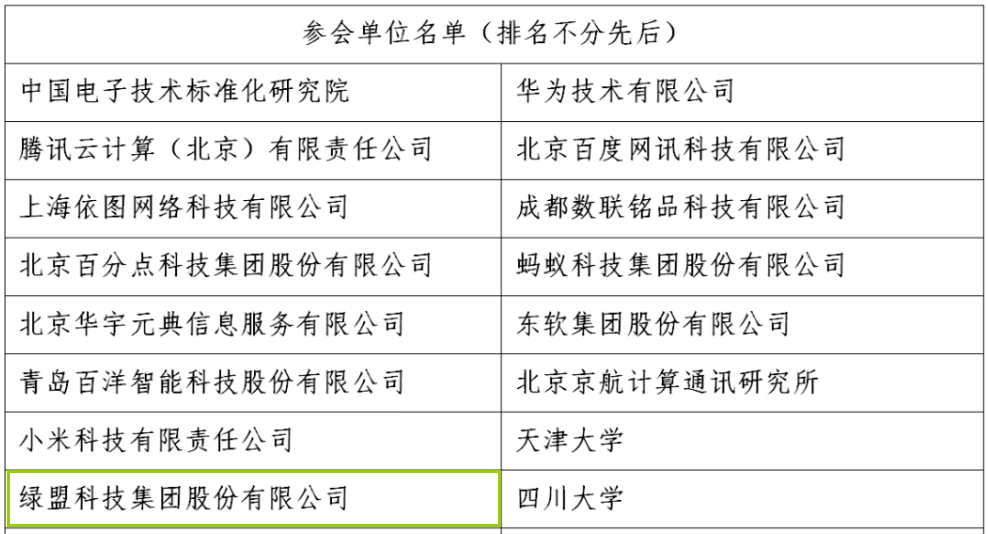 参会单位名单（排名不分先后）
中国电子技术标准化研究院
华为技术有限公司
腾讯云计算（北京）有限责任公司
北京百度网讯科技有限公司
上海依图网络科技有限公司
成都数联铭品科技有限公司
北京百分点科技集团股份有限公司
蚂蚁科技集团股份有限公司
北京华宇元典信息服务有限公司
东软集团股份有限公司
青岛百洋智能科技股份有限公司
北京京航计算通讯研究所
小米科技有限责任公司
天津大学
绿盟科技集团股份有限公司
四川大学